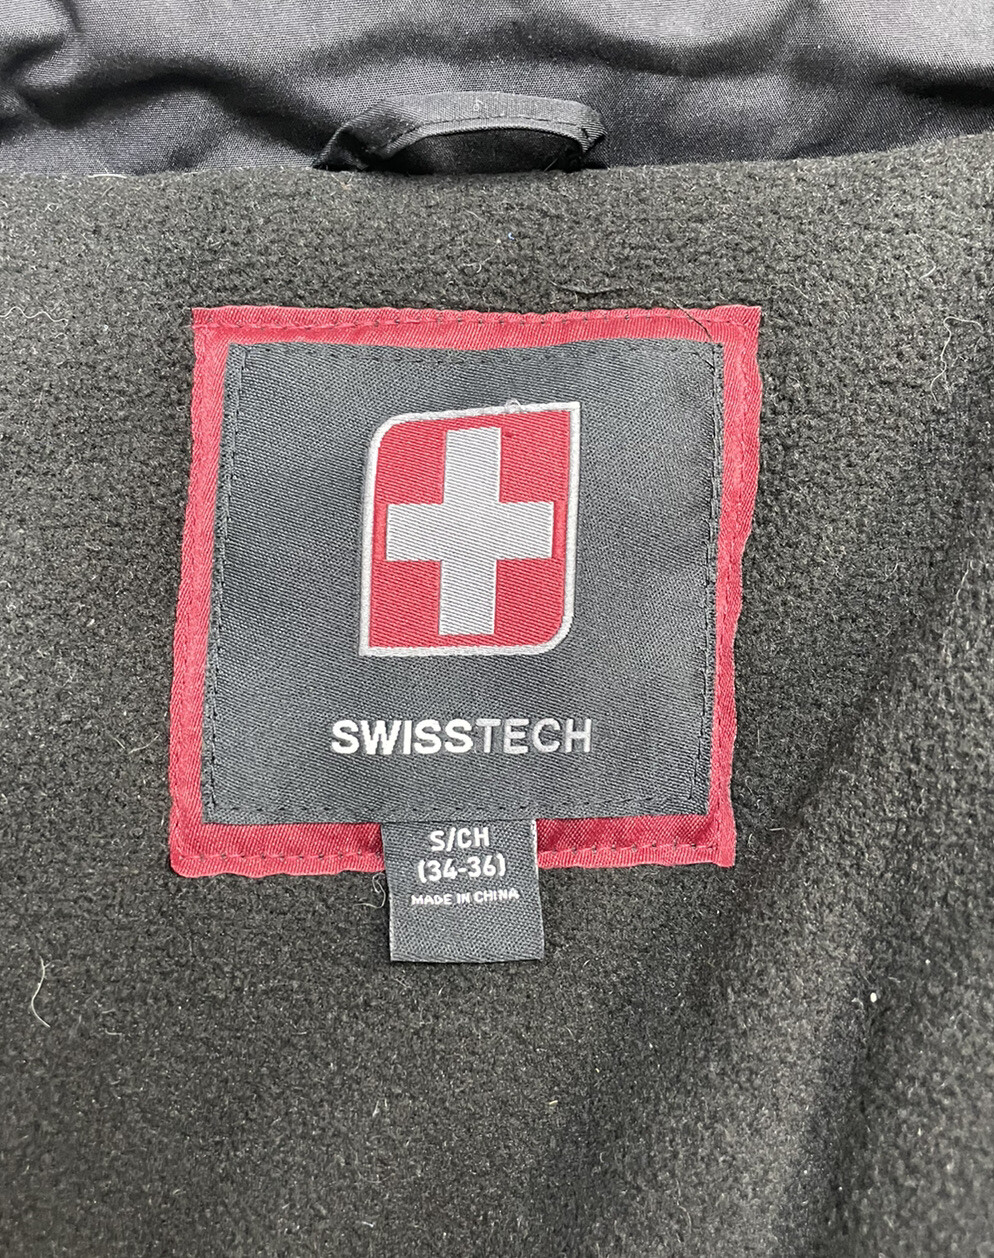 SWISSTECH
S/CH
(34-36)
MADE IN CHINA